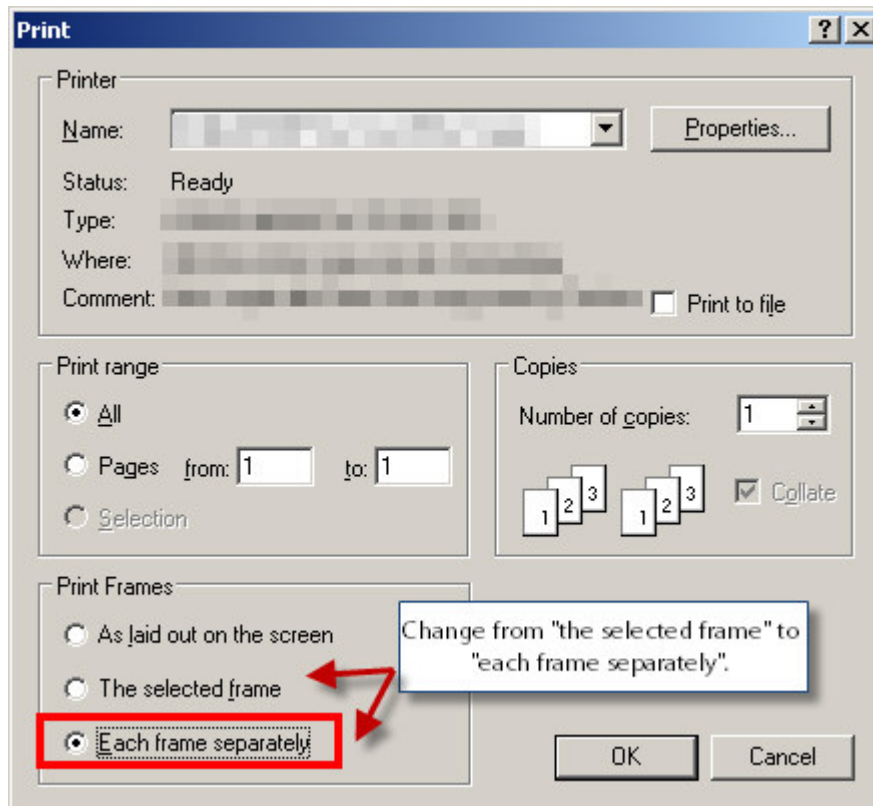 Print
Printer
Name:
Properties...
Status: Ready
Type:
Where:
Comment:
Print to file
Print range
All
Pages from: 1 to: 1
Selection
Copies
Number of copies: 1
1 2 3 1 2 3
Collate
Print Frames
As laid out on the screen
The selected frame
Each frame separately
Change from "the selected frame" to
"each frame separately".
OK Cancel